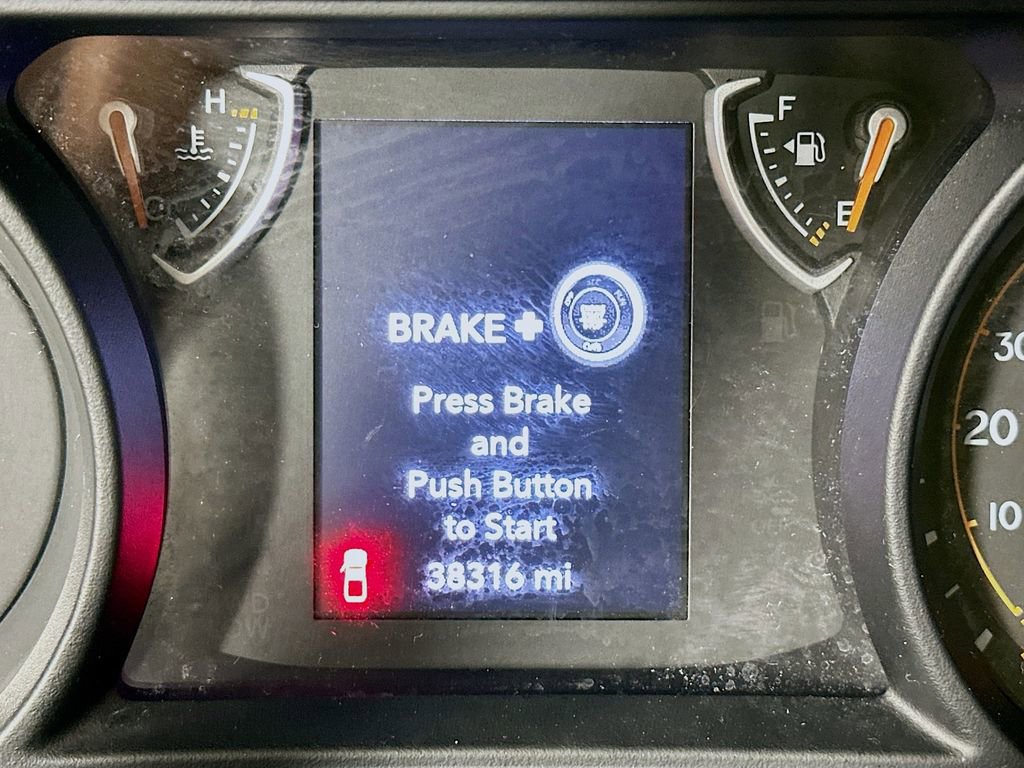 H
F
E
BRAKE +
Press Brake
and
Push Button
to Start
38316 mi
30
20
10